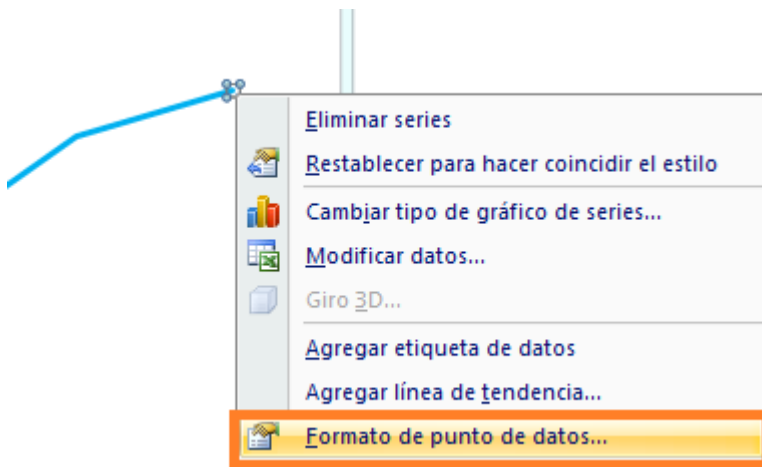 Eliminar series
Restablecer para hacer coincidir el estilo
Cambiar tipo de gráfico de series...
Modificar datos...
Giro 3D...
Agregar etiqueta de datos
Agregar línea de tendencia...
Formato de punto de datos...